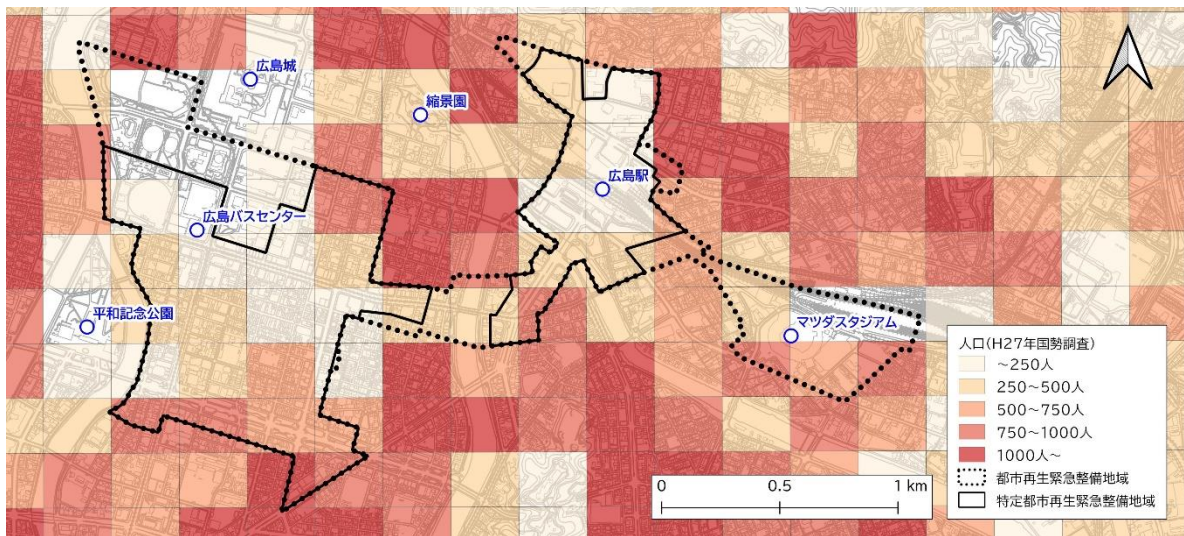 広島城
縮景園
広島駅
広島バスセンター
平和記念公園
マツダスタジアム
人口(H27年国勢調査)
～250人
250～500人
500～750人
750～1000人
1000人～
都市再生緊急整備地域
特定都市再生緊急整備地域
0 0.5 1 km